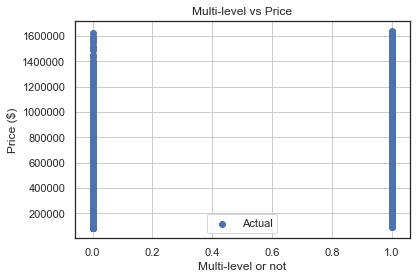 Multi-level vs Price
1600000
1400000
1200000
1000000
800000
600000
400000
200000
Price ($)
Actual
0.0 0.2 0.4 0.6 0.8 1.0
Multi-level or not